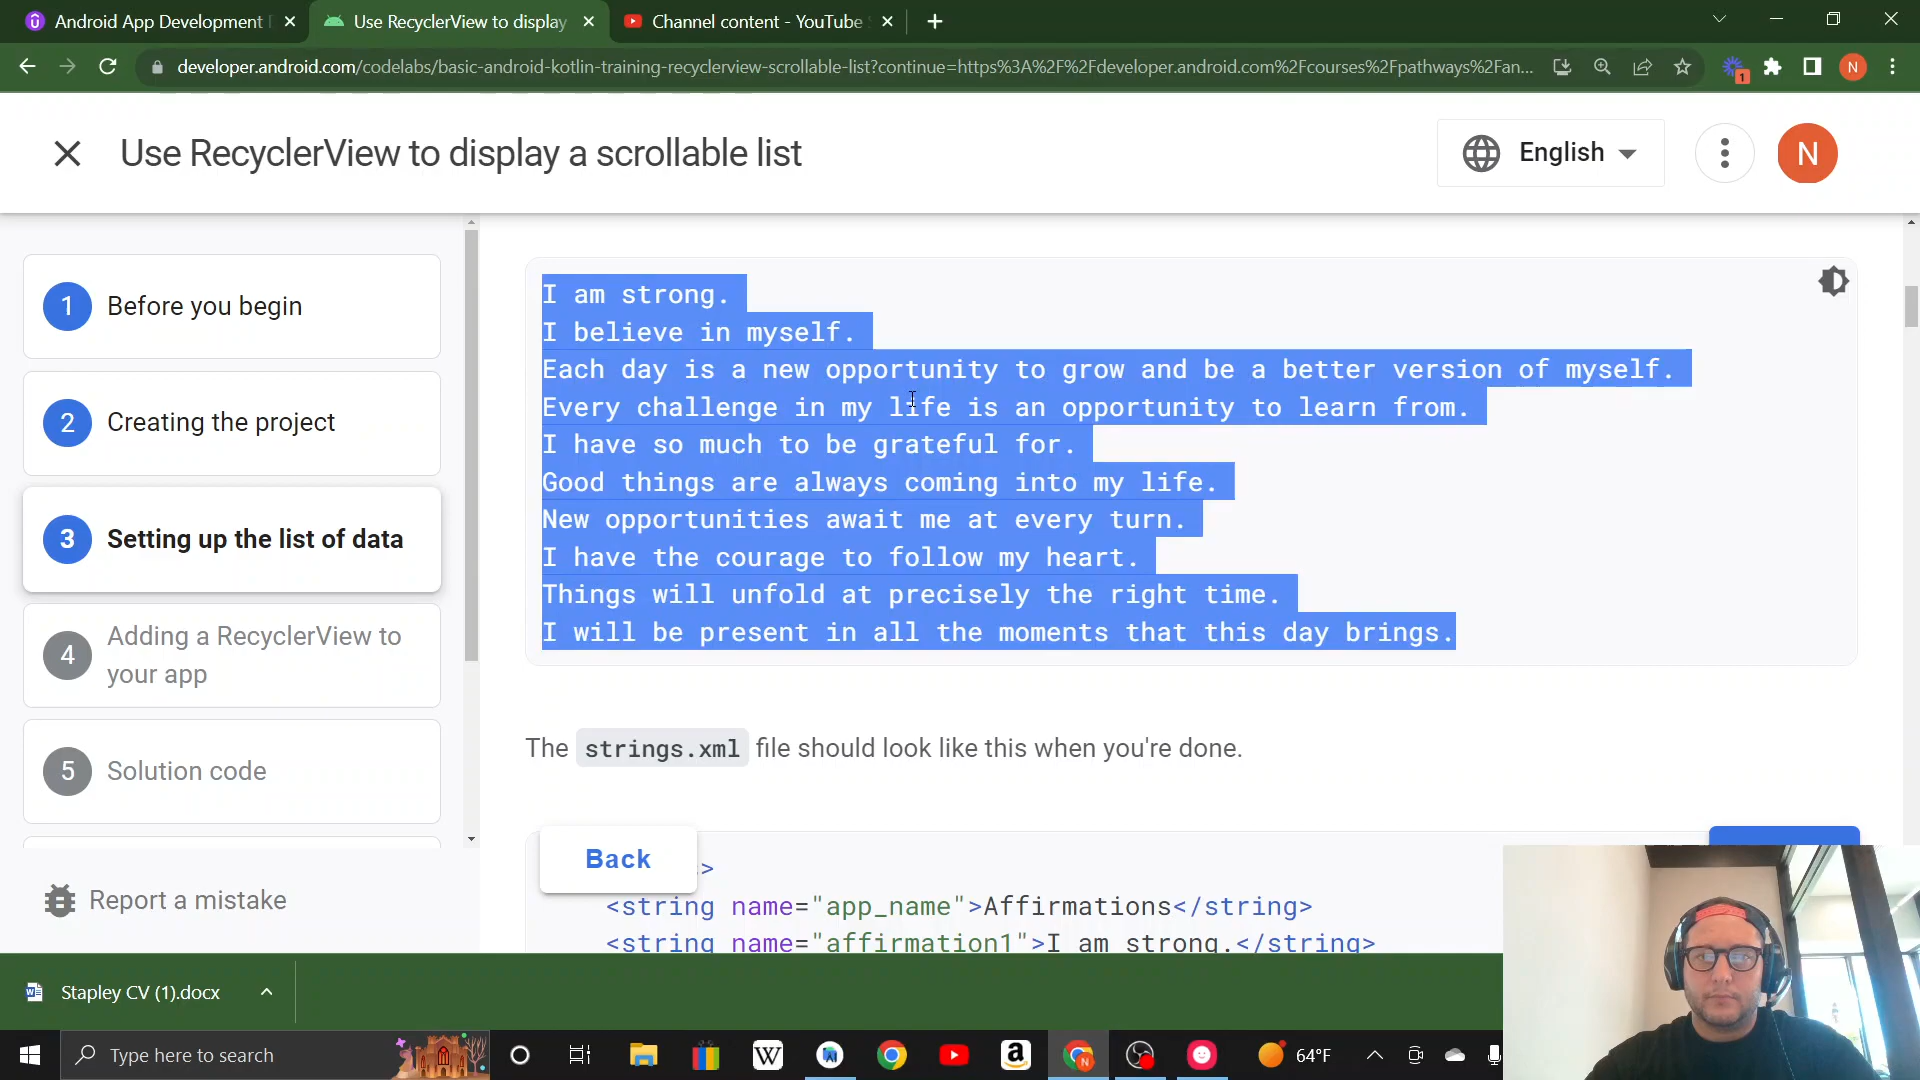 Android App Development
Use RecyclerView to display
Channel content - YouTube
developer.android.com/codelabs/basic-android-kotlin-training-recyclerview-scrollable-list?continue=https%3A%2F%2Fdeveloper.android.com%2Fcourses%2Fpathways%2Fan...
1
N
Use RecyclerView to display a scrollable list
English
N
1 Before you begin
2 Creating the project
3 Setting up the list of data
4 Adding a RecyclerView to
your app
5 Solution code
Report a mistake
I am strong.
I believe in myself.
Each day is a new opportunity to grow and be a better version of myself.
Every challenge in my life is an opportunity to learn from.
I have so much to be grateful for.
Good things are always coming into my life.
New opportunities await me at every turn.
I have the courage to follow my heart.
Things will unfold at precisely the right time.
I will be present in all the moments that this day brings.
The strings.xml file should look like this when you're done.
Back
s>
<string name="app_name">Affirmations</string>
<string name="affirmation1">I am strong.</string>
Stapley CV (1).docx
Type here to search
W
a
N
64°F